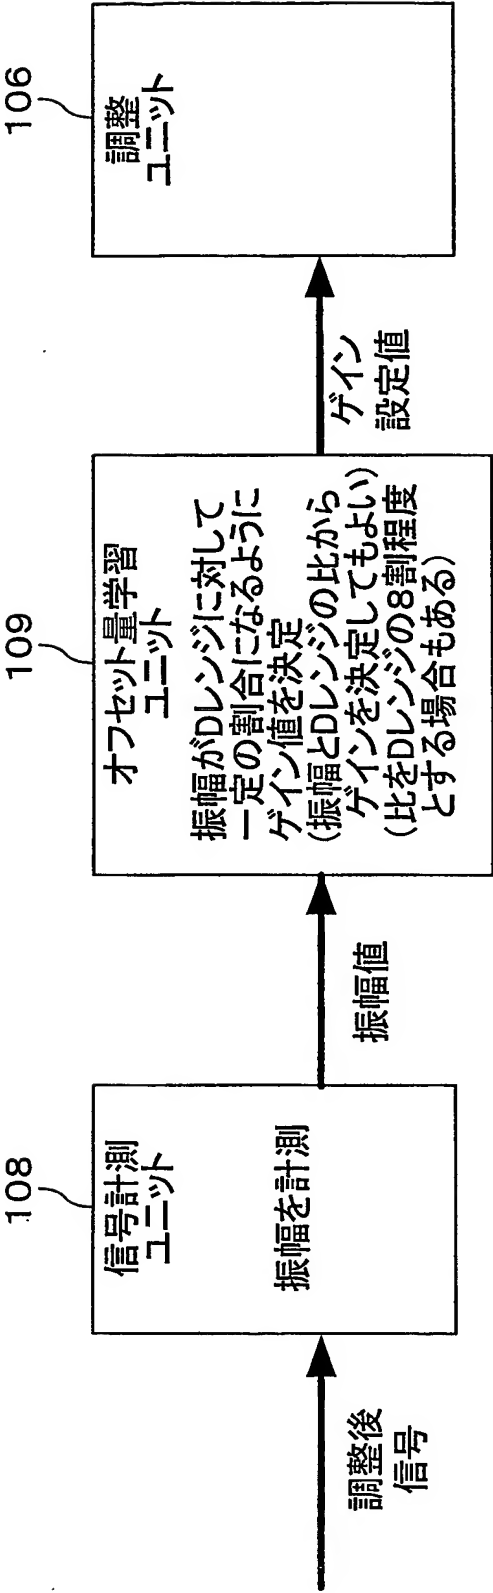 調整後
信号
108
信号計測
ユニット
振幅を計測
振幅値
109
オフセット量学習
ユニット
振幅がDレンジに対して
一定の割合になるように
ゲイン値を決定
(振幅とDレンジの比から
ゲインを決定してもよい)
(比をDレンジの8割程度
とする場合もある)
ゲイン
設定値
106
調整
ユニット